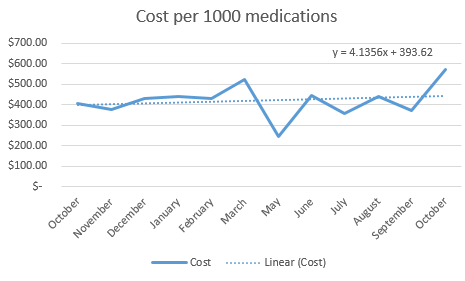 Cost per 1000 medications
y = 4.1356x + 393.62
$700.00
$600.00
$500.00
$400.00
$300.00
$200.00
$100.00
$-
October
November
December
January
February
March
May
June
July
August
September
October
Cost
Linear (Cost)